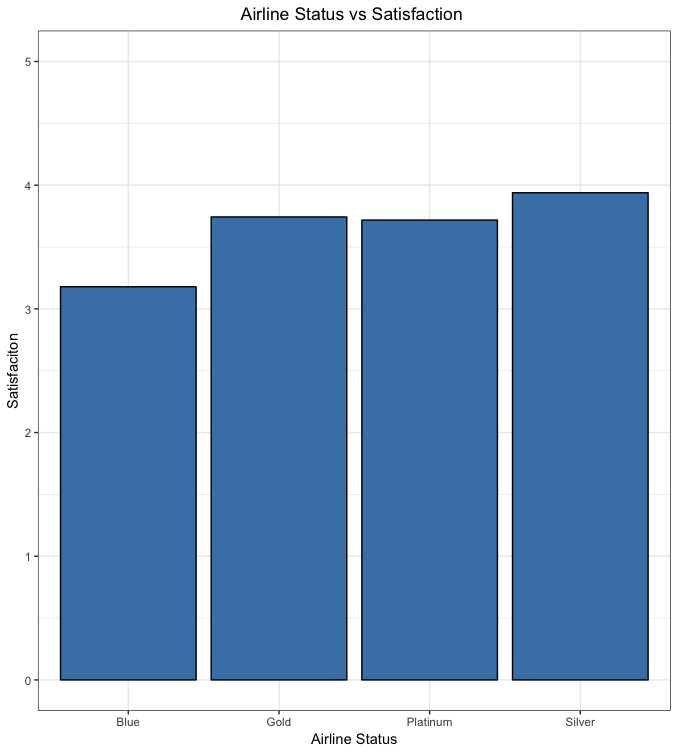 Airline Status vs Satisfaction
Satisfaciton
5
4
3
2
1
0
Blue
Gold
Platinum
Silver
Airline Status